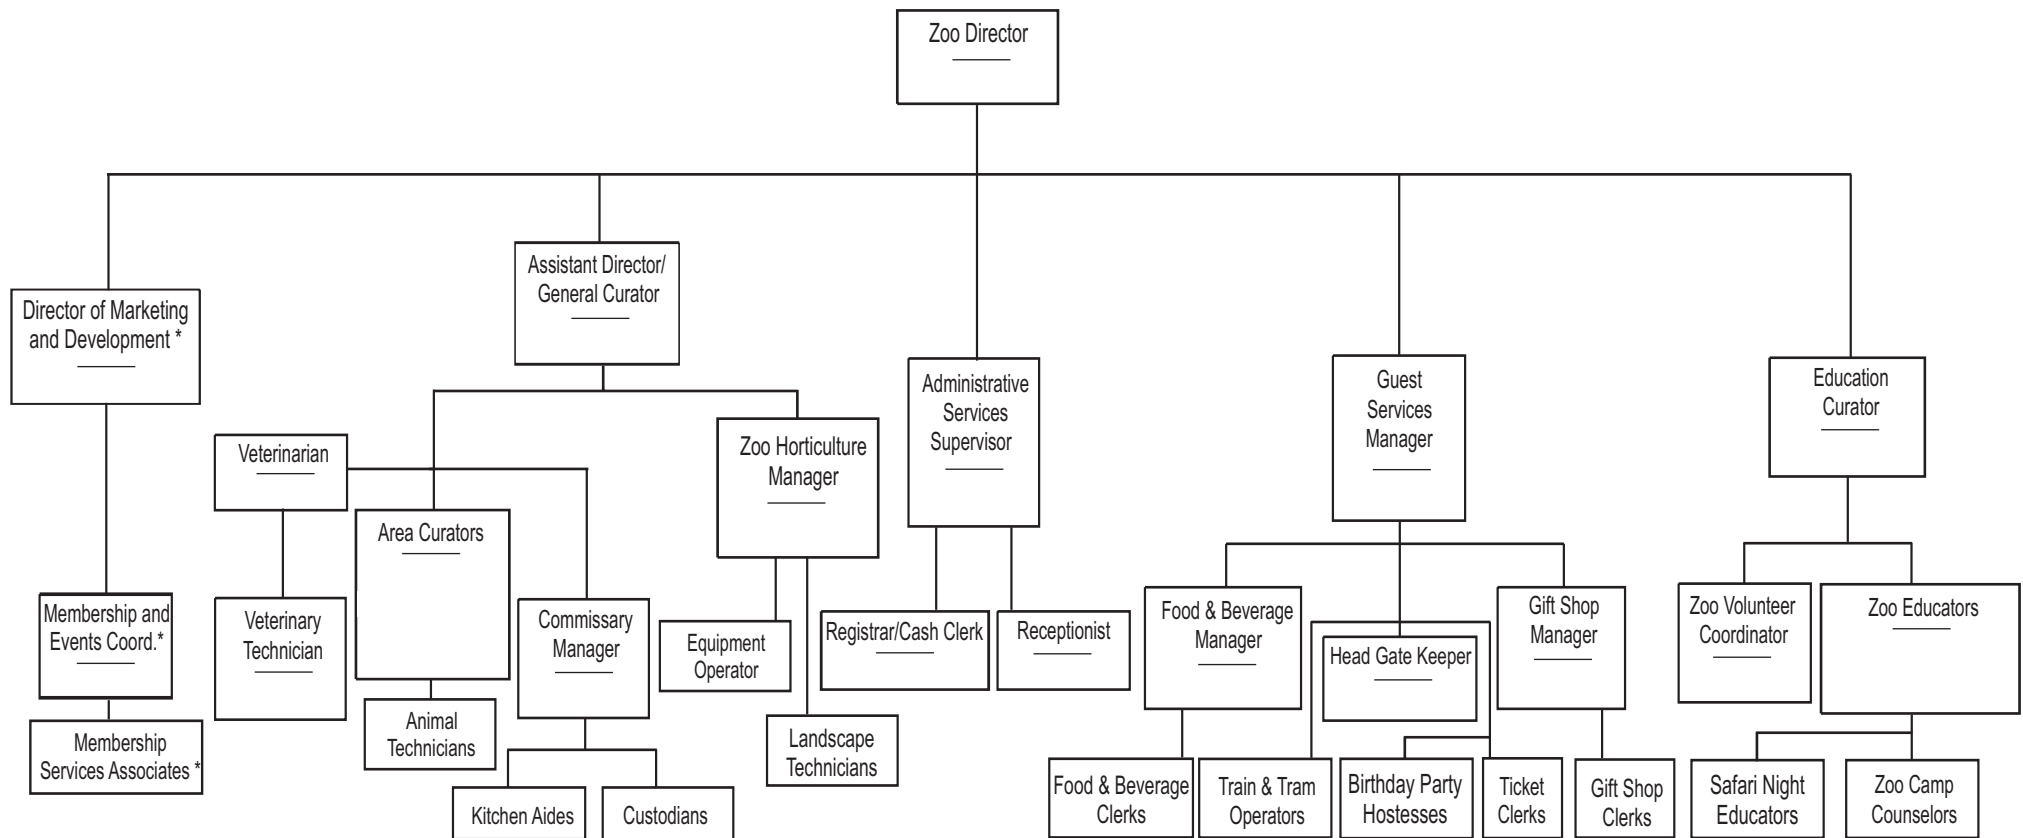 Zoo Director
Assistant Director/
General Curator
Director of Marketing
and Development *
Administrative
Services
Supervisor
Guest
Services
Manager
Education
Curator
Veterinarian
Zoo Horticulture
Manager
Area Curators
Membership and
Events Coord.*
Veterinary
Technician
Commissary
Manager
Equipment
Operator
Registrar/Cash Clerk
Receptionist
Food & Beverage
Manager
Head Gate Keeper
Gift Shop
Manager
Zoo Volunteer
Coordinator
Zoo Educators
Membership
Services Associates *
Animal
Technicians
Landscape
Technicians
Kitchen Aides
Custodians
Food & Beverage
Clerks
Train & Tram
Operators
Birthday Party
Hostesses
Ticket
Clerks
Gift Shop
Clerks
Safari Night
Educators
Zoo Camp
Counselors